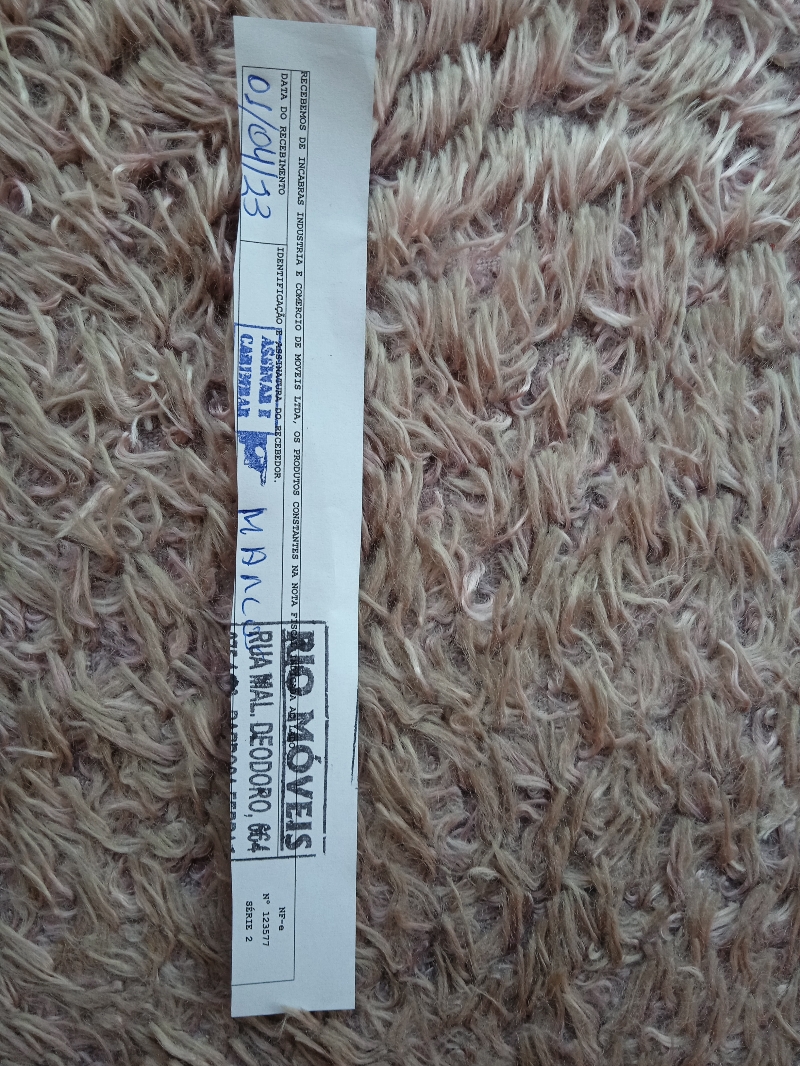 RECEBEMOS DE INCABRAS INDUSTRIA E COMERCIO DE MOVEIS LTDA, OS PRODUTOS CONSTANTES NA NOTA
DATA DO RECEBIMENTO
01/04/23
IDENTIFICAÇÃO E ASSINATURA DO RECEBEDOR.
ASSINAR E
CARIMBAR
RIO MÓVEIS
RUA MAL. DEODORO, 664
NF-e
Nº 123577
SÉRIE 2